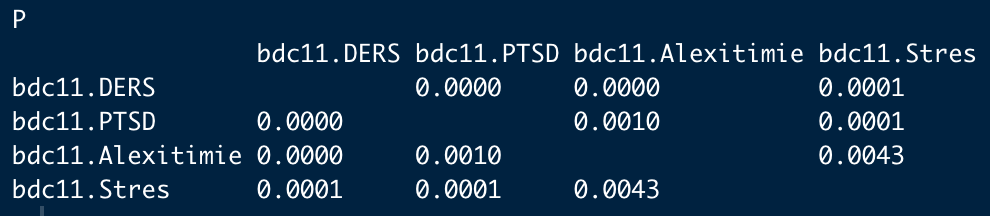 P
bdc11.DERS bdc11.PTSD bdc11.Alexitimie bdc11.Stres
bdc11.DERS 0.0000 0.0000 0.0001
bdc11.PTSD 0.0000 0.0010 0.0001
bdc11.Alexitimie 0.0000 0.0010 0.0043
bdc11.Stres 0.0001 0.0001 0.0043